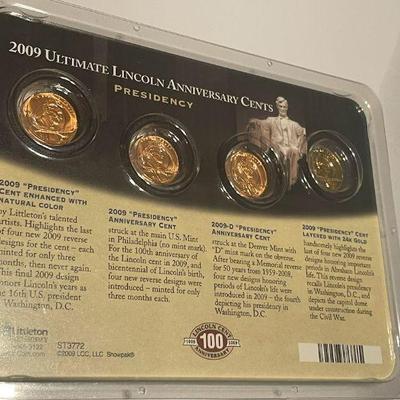 2009 ULTIMATE LINCOLN ANNIVERSARY CENTS
PRESIDENCY
2009 "PRESIDENCY"
CENT ENHANCED WITH
NATURAL COLOR
by Littleton's talented
artists. Highlights the last
of four new 2009 reverse
designs for the cent – each
minted for only three
months, then never again.
This final 2009 design
honors Lincoln's years as
the 16th U.S. president
Washington, D.C.
2009 "PRESIDENCY"
ANNIVERSARY CENT
struck at the main U.S. Mint
in Philadelphia (no mint mark).
For the 100th anniversary of
the Lincoln cent in 2009, and
bicentennial of Lincoln's birth,
four new reverse designs were
introduced – minted for only
three months each.
2009-D "PRESIDENCY"
ANNIVERSARY CENT
struck at the Denver Mint with
"D" mint mark on the obverse.
After bearing a Memorial reverse
for 50 years from 1959-2008,
four new designs honoring
periods of Lincoln's life were
introduced in 2009 – the fourth
depicting his presidency in
Washington, D.C.
2009 "PRESIDENCY" CENT
LAYERED WITH 24K GOLD
handsomely highlights the
last of four new 2009 reverse
designs honoring important
periods in Abraham Lincoln's
life. This reverse design
recalls Lincoln's presidency
in Washington, D.C., and
depicts the capitol dome
under construction during
the Civil War.
Littleton
ST3772
©2009 LCC, LLC Showpak®
LINCOLN CENT
1909 100 2009
ANNIVERSARY